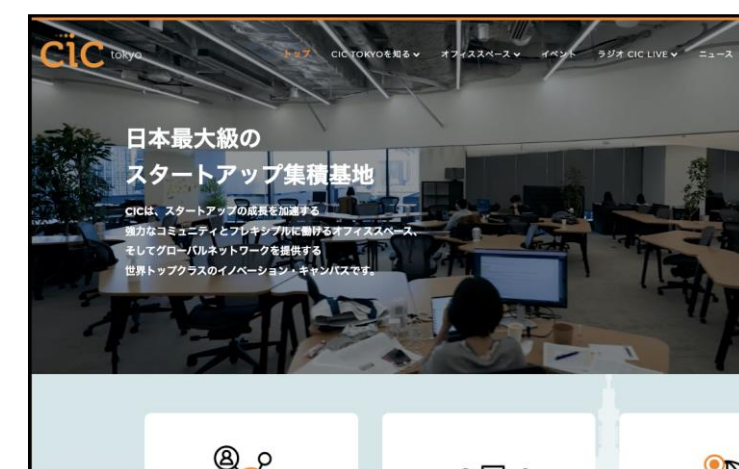 CIC tokyo
トップ CIC TOKYOを知る オフィススペース イベント ラジオ CIC LIVE ニュース
日本最大級の
スタートアップ集積基地
CICは、スタートアップの成長を加速する
強力なコミュニティとフレキシブルに働けるオフィススペース、
そしてグローバルネットワークを提供する
世界トップクラスのイノベーション・キャンパスです。